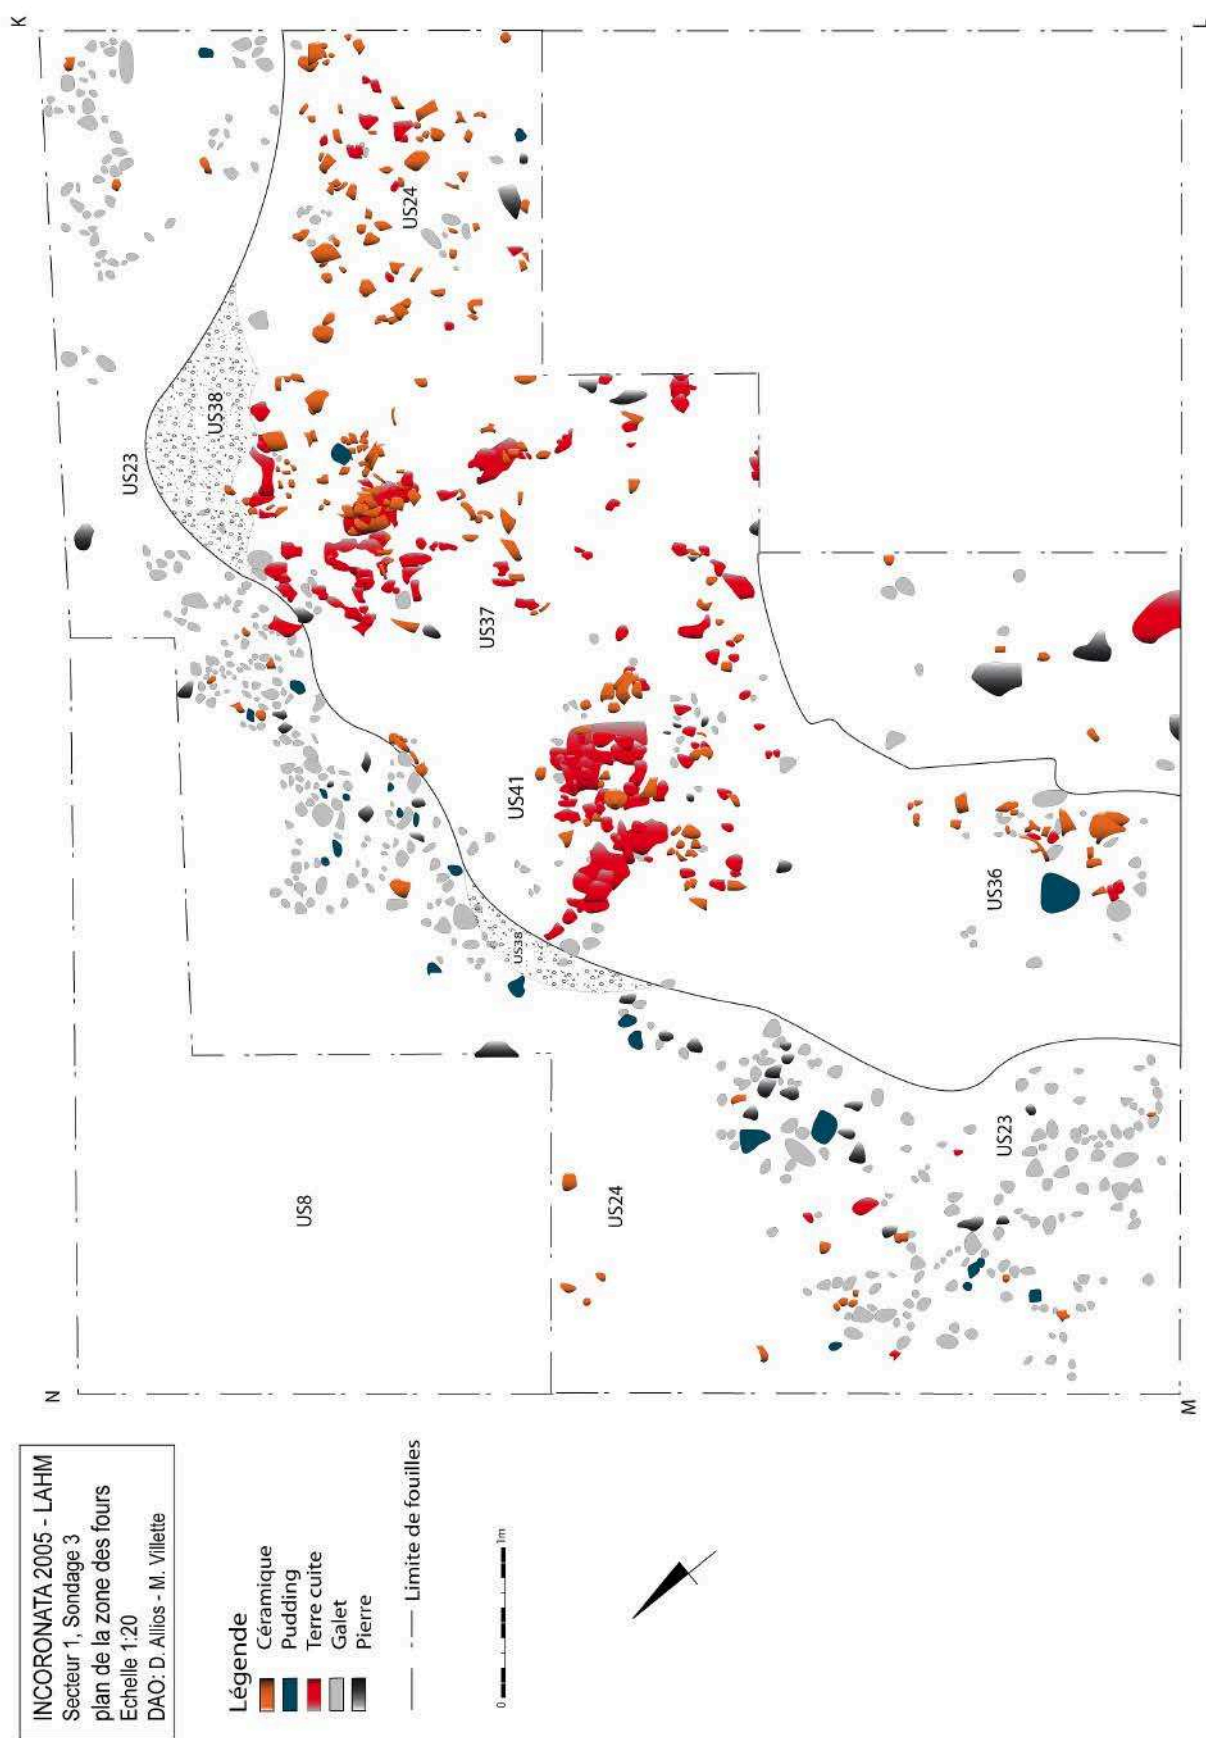 INCORONATA 2005 - LAHM
Secteur 1, Sondage 3
plan de la zone des fours
Echelle 1:20
DAO: D. Allios - M. Villette
Légende
Céramique
Pudding
Terre cuite
Galet
Pierre
Limite de fouilles
0
1m
N
K
M
L
US8
US23
US38
US24
US37
US41
US38
US24
US36
US23